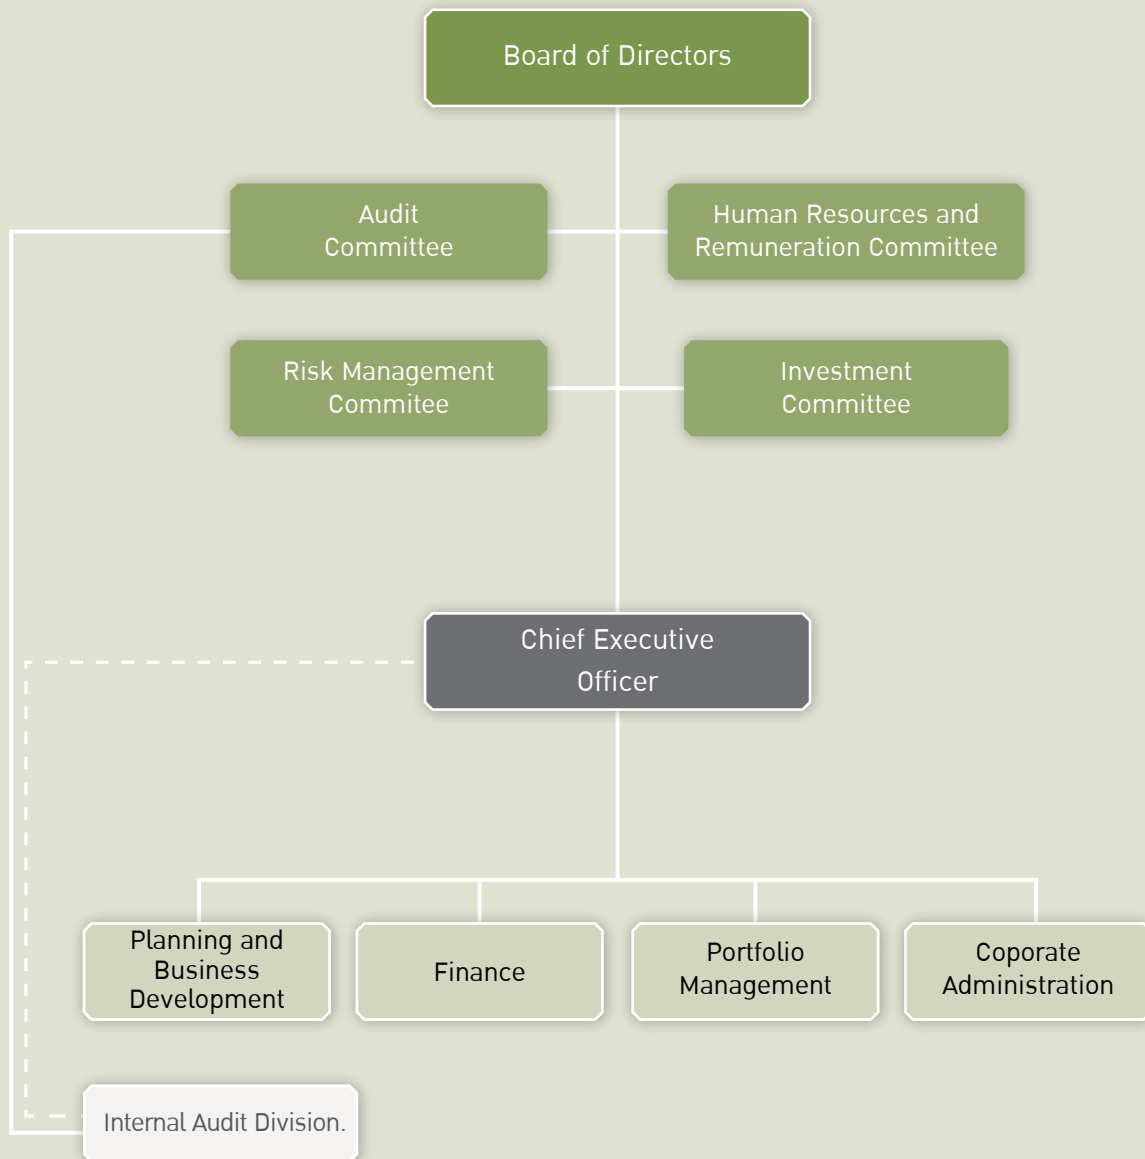 Board of Directors
Audit
Committee
Human Resources and
Remuneration Committee
Risk Management
Commitee
Investment
Committee
Chief Executive
Officer
Planning and
Business
Development
Finance
Portfolio
Management
Coporate
Administration
Internal Audit Division.